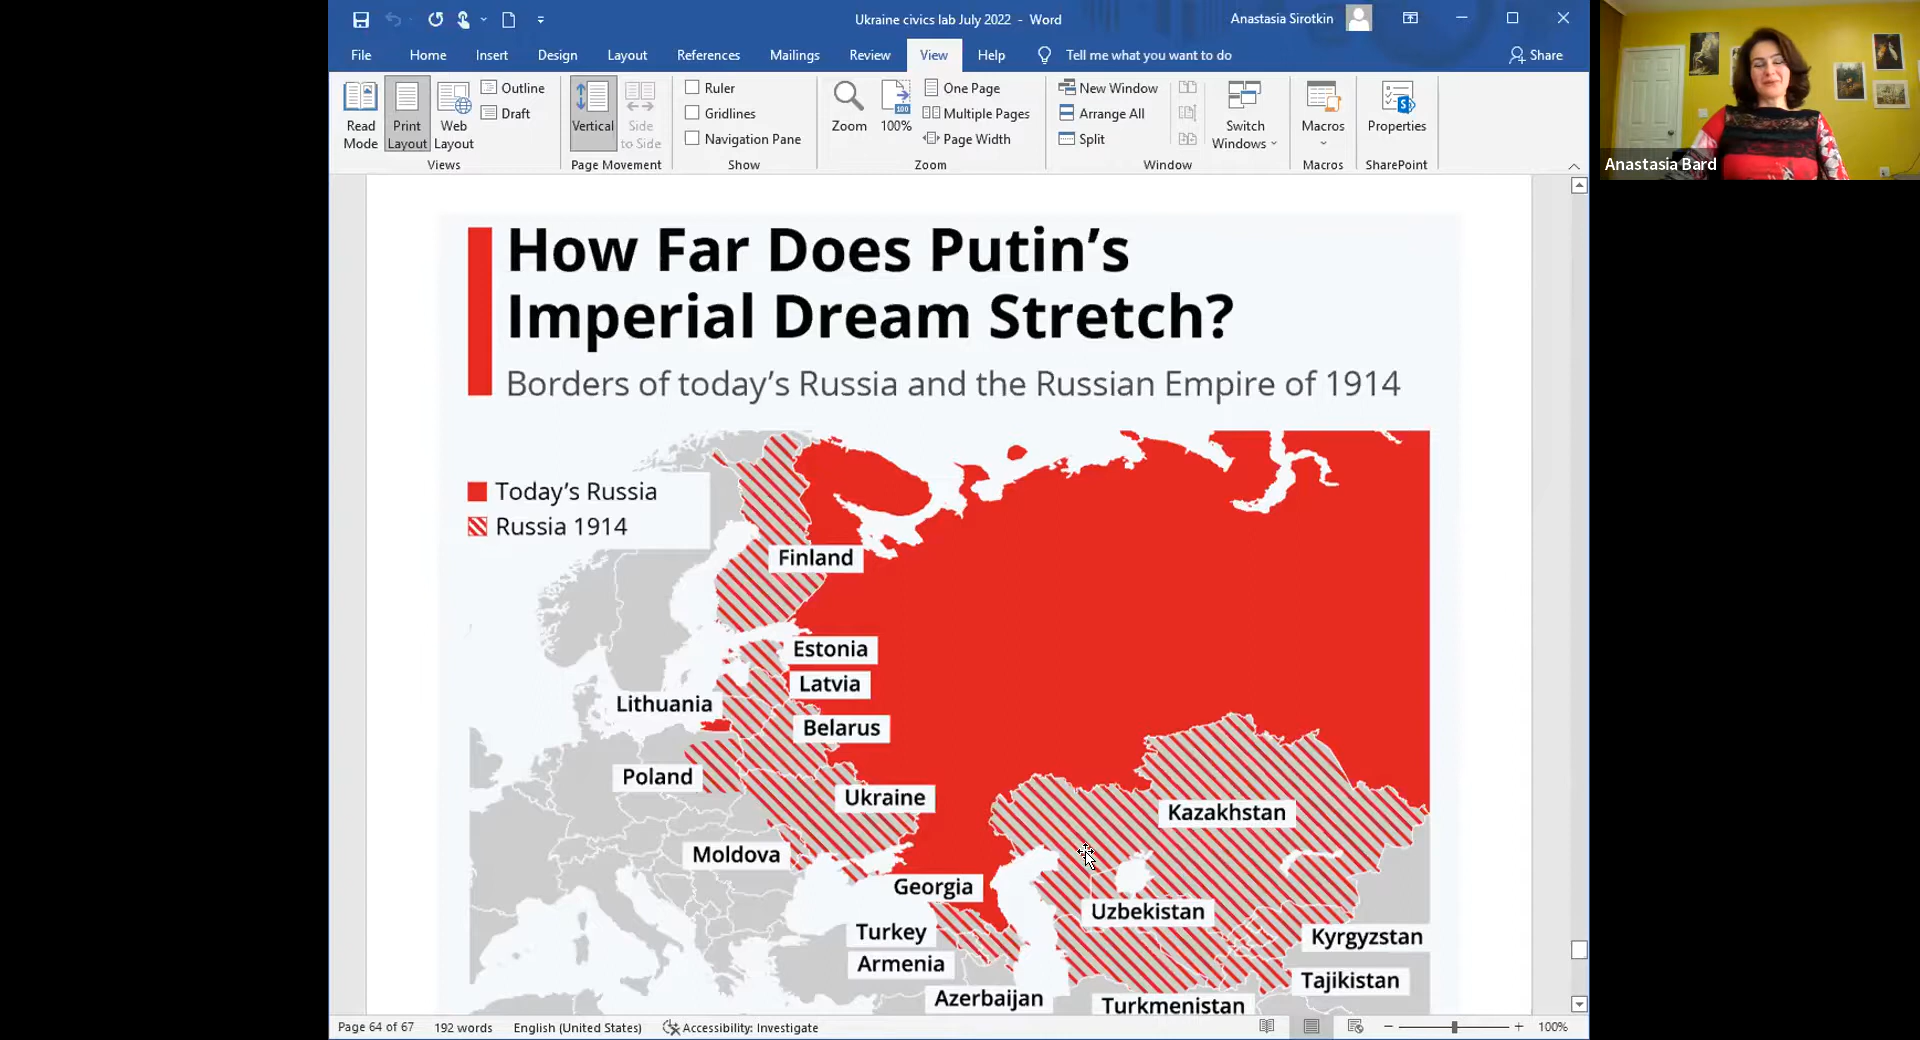 Ukraine civics lab July 2022 - Word
Anastasia Sirotkin
File Home Insert Design Layout References Mailings Review View Help Tell me what you want to do Share
Read Mode
Print Layout
Web Layout
Outline
Draft
Views
Vertical
Side to Side
Page Movement
Ruler
Gridlines
Navigation Pane
Show
Zoom
100
100%
One Page
Multiple Pages
Page Width
Zoom
New Window
Arrange All
Split
Switch Windows
Window
Macros
Macros
Properties
SharePoint
Anastasia Bard
How Far Does Putin’s
Imperial Dream Stretch?
Borders of today’s Russia and the Russian Empire of 1914
Today’s Russia
Russia 1914
Finland
Estonia
Latvia
Lithuania
Belarus
Poland
Ukraine
Kazakhstan
Moldova
Georgia
Uzbekistan
Turkey
Kyrgyzstan
Armenia
Tajikistan
Azerbaijan
Turkmenistan
Page 64 of 67 192 words English (United States) Accessibility: Investigate 100%